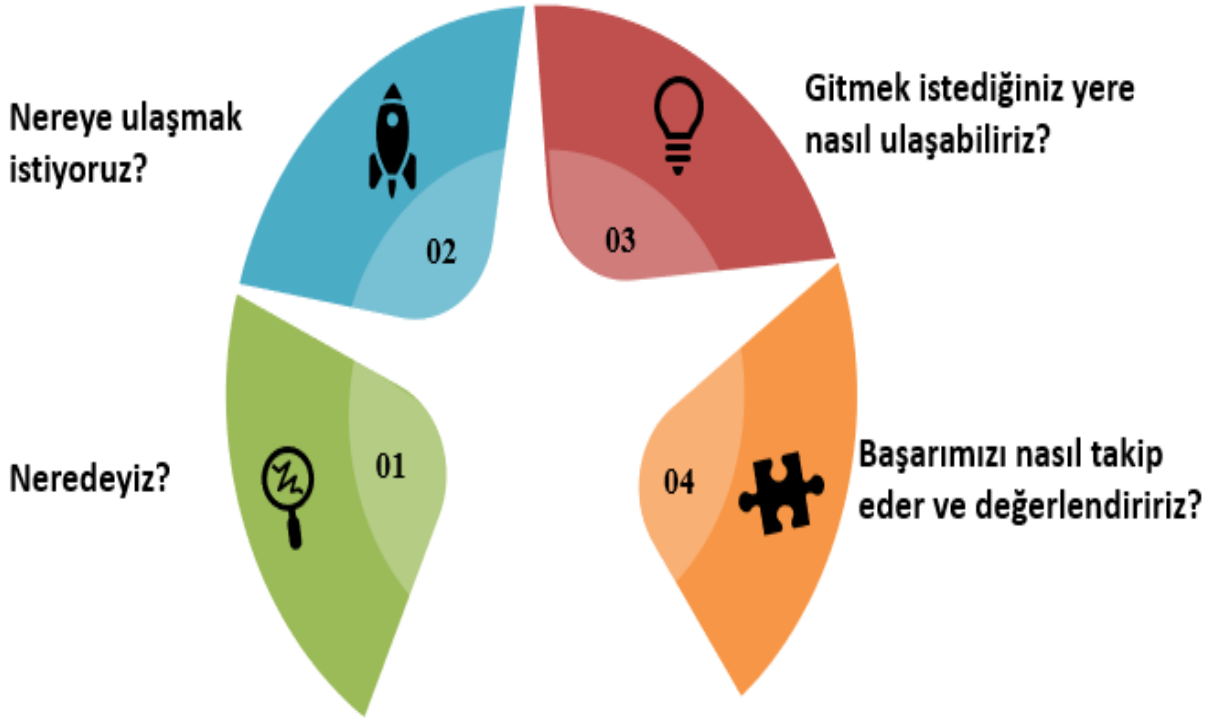 Neredeyiz?
01
Nereye ulaşmak
istiyoruz?
02
03
Gitmek istediğiniz yere
nasıl ulaşabiliriz?
04
Başarımızı nasıl takip
eder ve değerlendiririz?